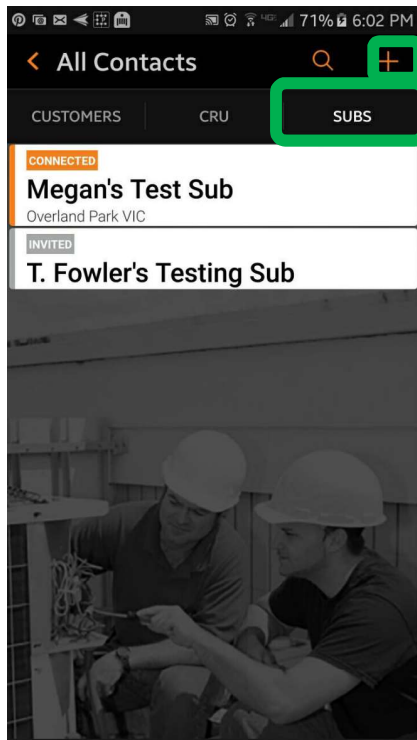 4G 71% 6:02 PM
< All Contacts +
CUSTOMERS CRU SUBS
CONNECTED
Megan's Test Sub
Overland Park VIC
INVITED
T. Fowler's Testing Sub